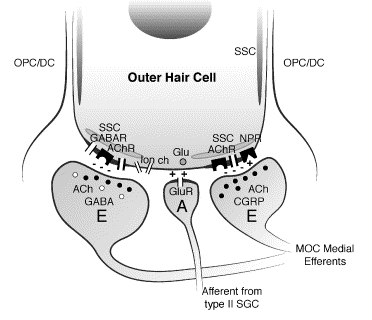 SSC
OPC/DC
OPC/DC
Outer Hair Cell
SSC
GABAR
AChR
Ion ch
Glu
SSC
NPR
AChR
GluR
ACh
GABA
E
A
ACh
CGRP
E
MOC Medial
Efferents
Afferent from
type II SGC